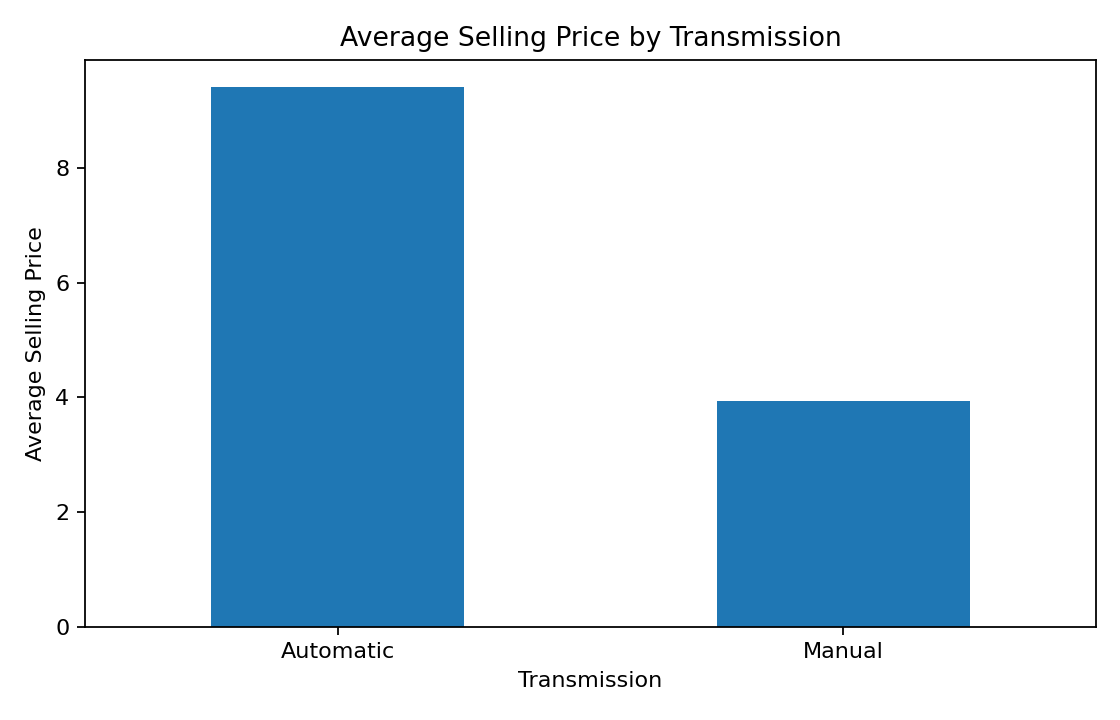 Average Selling Price by Transmission
Average Selling Price
8
6
4
2
0
Automatic
Manual
Transmission